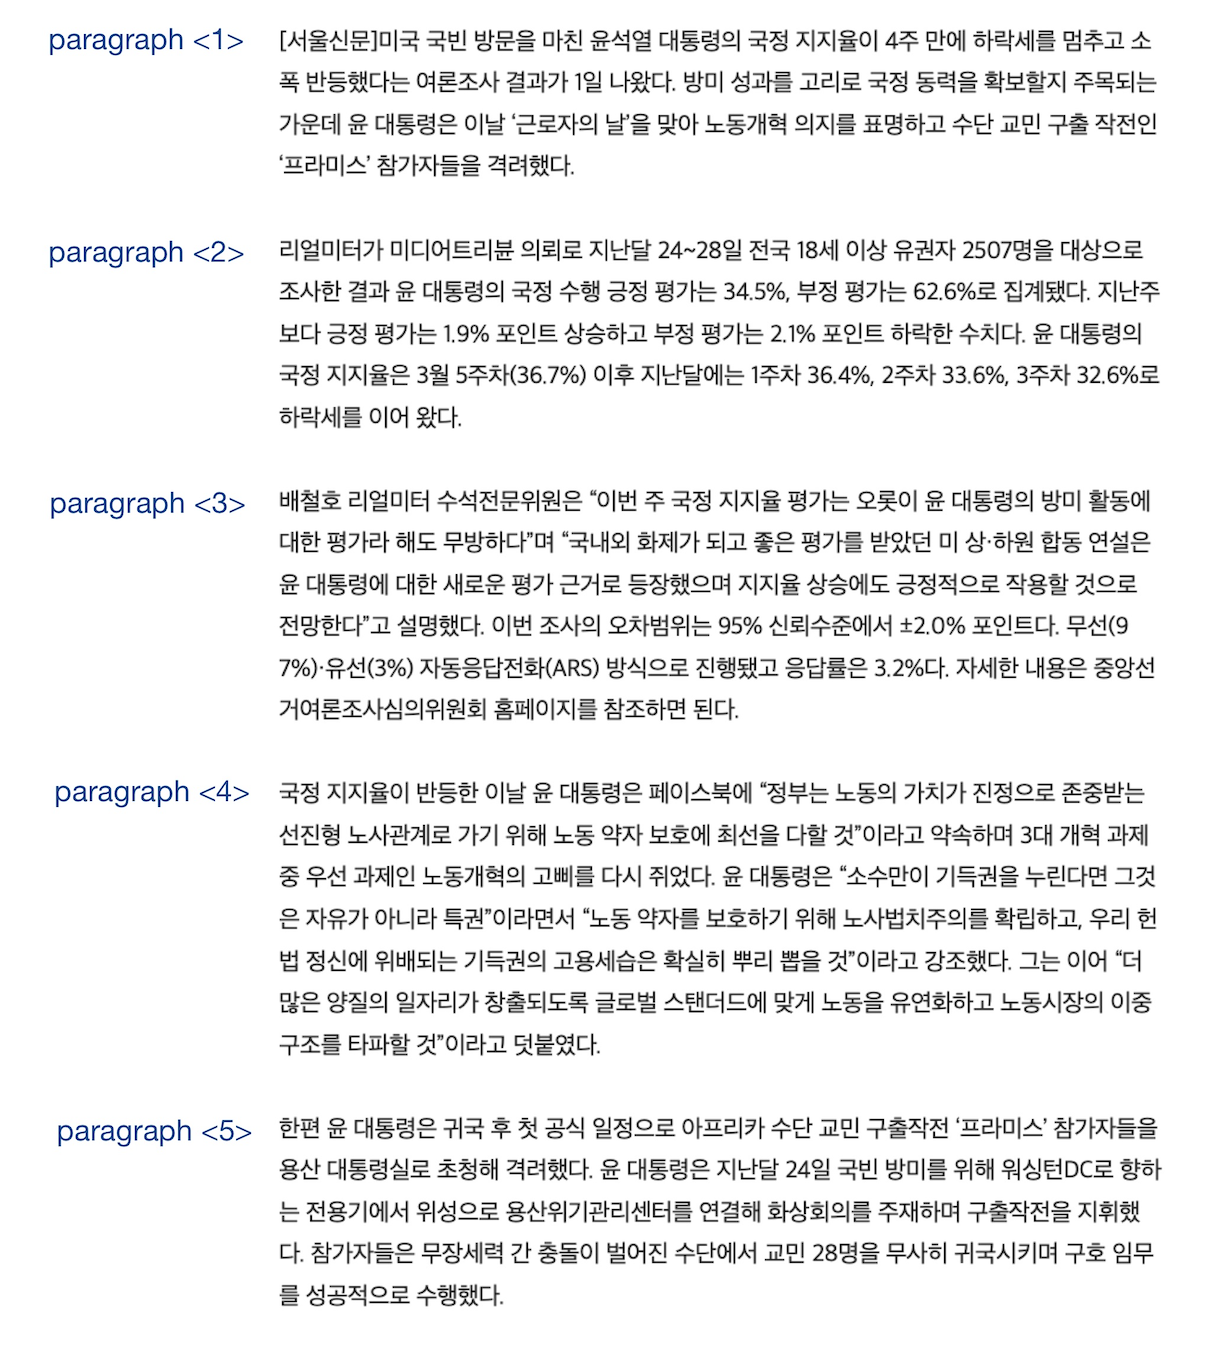 paragraph <1>
[서울신문]미국 국빈 방문을 마친 윤석열 대통령의 국정 지지율이 4주 만에 하락세를 멈추고 소
폭 반등했다는 여론조사 결과가 1일 나왔다. 방미 성과를 고리로 국정 동력을 확보할지 주목되는
가운데 윤 대통령은 이날 ‘근로자의 날’을 맞아 노동개혁 의지를 표명하고 수단 교민 구출 작전인
‘프라미스’ 참가자들을 격려했다.
paragraph <2>
리얼미터가 미디어트리뷴 의뢰로 지난달 24~28일 전국 18세 이상 유권자 2507명을 대상으로
조사한 결과 윤 대통령의 국정 수행 긍정 평가는 34.5%, 부정 평가는 62.6%로 집계됐다. 지난주
보다 긍정 평가는 1.9% 포인트 상승하고 부정 평가는 2.1% 포인트 하락한 수치다. 윤 대통령의
국정 지지율은 3월 5주차(36.7%) 이후 지난달에는 1주차 36.4%, 2주차 33.6%, 3주차 32.6%로
하락세를 이어 왔다.
paragraph <3>
배철호 리얼미터 수석전문위원은 “이번 주 국정 지지율 평가는 오롯이 윤 대통령의 방미 활동에
대한 평가라 해도 무방하다”며 “국내외 화제가 되고 좋은 평가를 받았던 미 상·하원 합동 연설은
윤 대통령에 대한 새로운 평가 근거로 등장했으며 지지율 상승에도 긍정적으로 작용할 것으로
전망한다”고 설명했다. 이번 조사의 오차범위는 95% 신뢰수준에서 ±2.0% 포인트다. 무선(9
7%)·유선(3%) 자동응답전화(ARS) 방식으로 진행됐고 응답률은 3.2%다. 자세한 내용은 중앙선
거여론조사심의위원회 홈페이지를 참조하면 된다.
paragraph <4>
국정 지지율이 반등한 이날 윤 대통령은 페이스북에 “정부는 노동의 가치가 진정으로 존중받는
선진형 노사관계로 가기 위해 노동 약자 보호에 최선을 다할 것”이라고 약속하며 3대 개혁 과제
중 우선 과제인 노동개혁의 고삐를 다시 쥐었다. 윤 대통령은 “소수만이 기득권을 누린다면 그것
은 자유가 아니라 특권”이라면서 “노동 약자를 보호하기 위해 노사법치주의를 확립하고, 우리 헌
법 정신에 위배되는 기득권의 고용세습은 확실히 뿌리 뽑을 것”이라고 강조했다. 그는 이어 “더
많은 양질의 일자리가 창출되도록 글로벌 스탠더드에 맞게 노동을 유연화하고 노동시장의 이중
구조를 타파할 것”이라고 덧붙였다.
paragraph <5>
한편 윤 대통령은 귀국 후 첫 공식 일정으로 아프리카 수단 교민 구출작전 ‘프라미스’ 참가자들을
용산 대통령실로 초청해 격려했다. 윤 대통령은 지난달 24일 국빈 방미를 위해 워싱턴DC로 향하
는 전용기에서 위성으로 용산위기관리센터를 연결해 화상회의를 주재하며 구출작전을 지휘했
다. 참가자들은 무장세력 간 충돌이 벌어진 수단에서 교민 28명을 무사히 귀국시키며 구호 임무
를 성공적으로 수행했다.